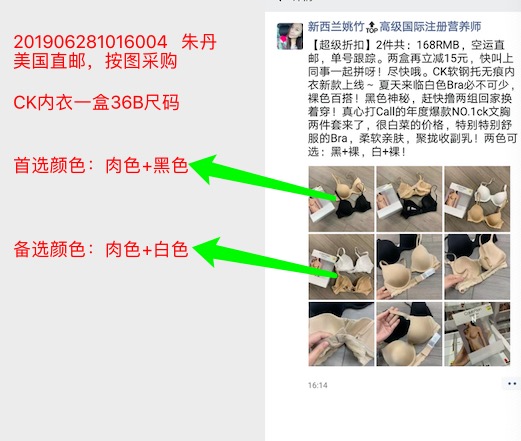 201906281016004 朱丹
美国直邮，按图采购
CK内衣一盒36B尺码
首选颜色：肉色+黑色
备选颜色：肉色+白色
新西兰姚竹🔝高级国际注册营养师
【超级折扣】2件共：168RMB，空运直
邮，单号跟踪。两盒再立减15元，快叫上
同事一起拼呀！尽快哦。CK软钢托无痕内
衣新款上线~ 夏天来临白色Bra必不可少，
裸色百搭！黑色神秘，赶快撸两组回家换
着穿！真心打Call的年度爆款NO.1ck文胸
两件套来了，很白菜的价格，特别特别舒
服的Bra，柔软亲肤，聚拢收副乳！两色可
选：黑+裸，白+裸！
16:14